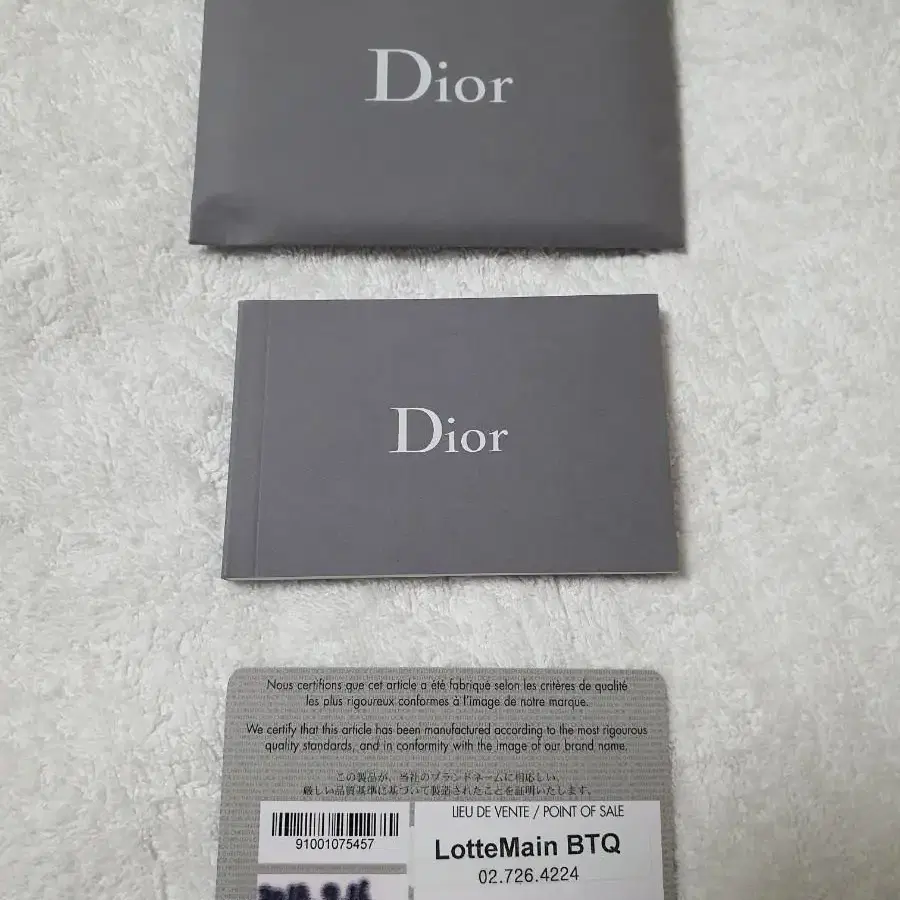 Dior
Dior
Nous certifions que cet article a été fabriqué selon les critères de qualité
les plus rigoureux conformes à l'image de notre marque.
We certify that this article has been manufactured according to the most rigourous
quality standards, and in conformity with the image of our brand name.
この製品が、当社のブランドネームに相応しい、
厳しい品質基準に基づいて製造されたことを証明いたします。
LIEU DE VENTE / POINT OF SALE
91001075457
LotteMain BTQ
02.726.4224